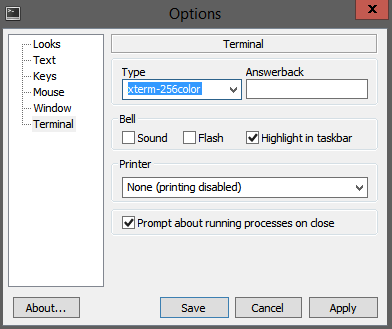 Options
x
Looks
Text
Keys
Mouse
Window
Terminal
Terminal
Type
Answerback
xterm-256color
Bell
Sound
Flash
Highlight in taskbar
Printer
None (printing disabled)
Prompt about running processes on close
About...
Save
Cancel
Apply